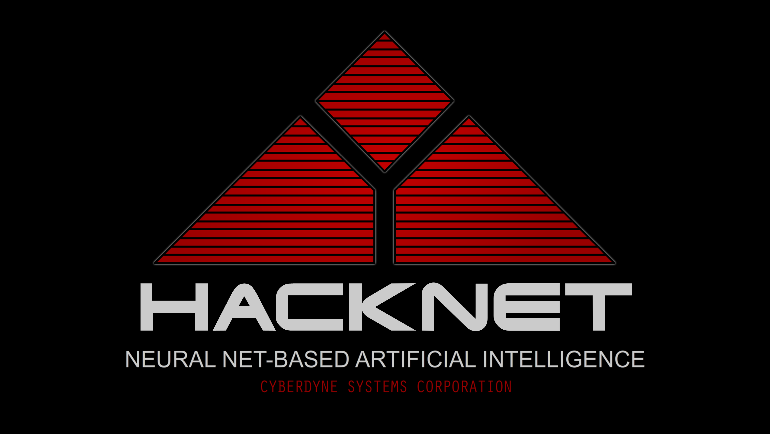 HACKNET
NEURAL NET-BASED ARTIFICIAL INTELLIGENCE
CYBERDYNE SYSTEMS CORPORATION